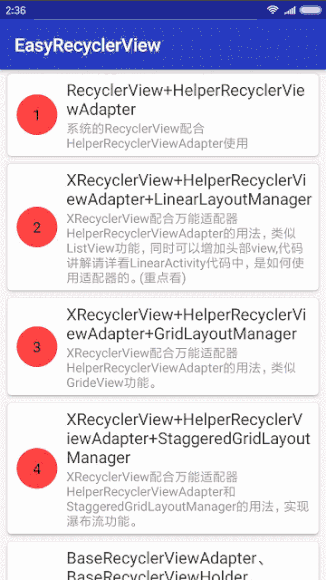 2:36
EasyRecyclerView
1
RecyclerView+HelperRecyclerVie
wAdapter
系统的RecyclerView配合
HelperRecyclerViewAdapter使用
2
XRecyclerView+HelperRecyclerVi
ewAdapter+LinearLayoutManager
XRecyclerView配合万能适配器
HelperRecyclerViewAdapter的用法，类似
ListView功能，同时可以增加头部view,代码
讲解请详看LinearActivity代码中，是如何使
用适配器的。(重点看)
3
XRecyclerView+HelperRecyclerVi
ewAdapter+GridLayoutManager
XRecyclerView配合万能适配器
HelperRecyclerViewAdapter的用法，类似
GrideView功能。
4
XRecyclerView+HelperRecyclerV
iewAdapter+StaggeredGridLayout
Manager
XRecyclerView配合万能适配器
HelperRecyclerViewAdapter和
StaggeredGridLayoutManager的用法，实现
瀑布流功能。
BaseRecyclerViewAdapter、
BaseRecyclerViewHolder